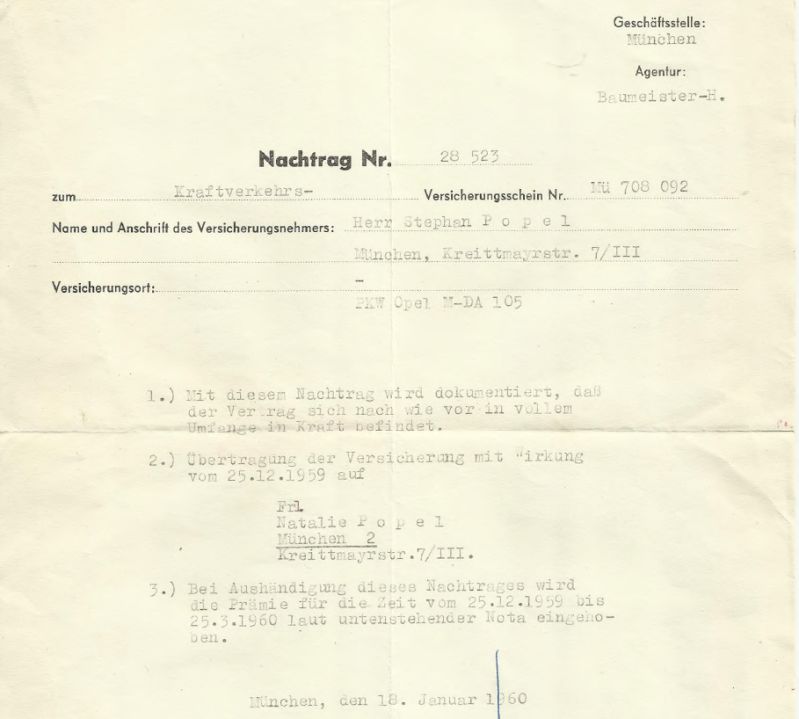 Geschäftsstelle:
München
Agentur:
Baumeister-H.
Nachtrag Nr. 28 523
zum Kraftverkehrs- Versicherungsschein Nr. Mü 708 092
Name und Anschrift des Versicherungsnehmers: Herr Stephan P o p e l
München, Kreittmayrstr. 7/III
Versicherungsort: -
PKW Opel M-DA 105
1.) Mit diesem Nachtrag wird dokumentiert, daß
der Vertrag sich nach wie vor in vollem
Umfange in Kraft befindet.
2.) Übertragung der Versicherung mit Wirkung
vom 25.12.1959 auf
Frl.
Natalie P o p e l
München 2
Kreittmayrstr.7/III.
3.) Bei Aushändigung dieses Nachtrages wird
die Prämie für die Zeit vom 25.12.1959 bis
25.3.1960 laut untenstehender Nota eingeho-
ben.
München, den 18. Januar 1960